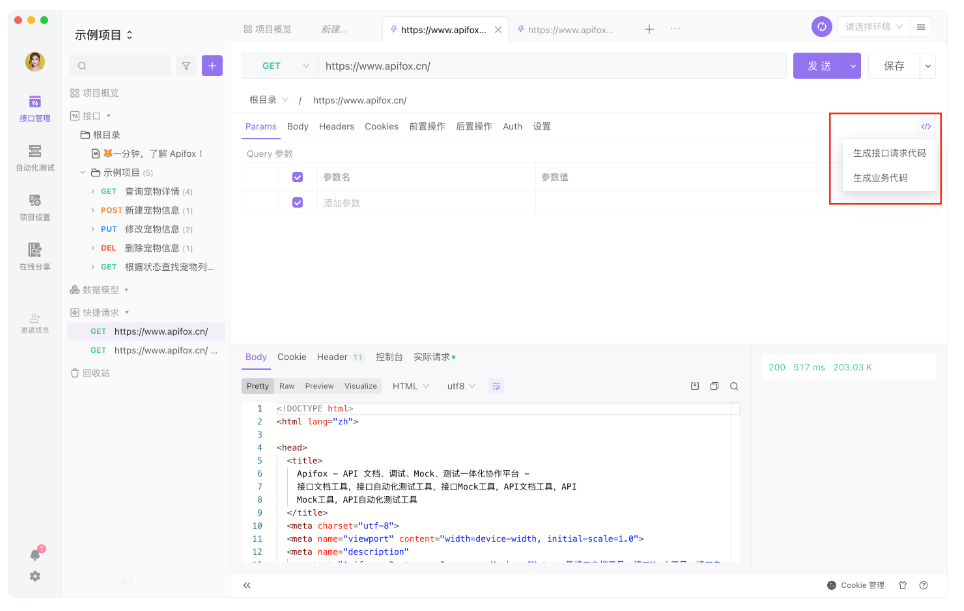 示例项目
项目概览
新建...
https://www.apifox...
https://www.apifox.cn...
请选择环境
GET
https://www.apifox.cn/
发 送
保存
根目录 / https://www.apifox.cn/
Params Body Headers Cookies 前置操作 后置操作 Auth 设置
</>
生成接口请求代码
生成业务代码
Query 参数
参数名 参数值
添加参数
接口管理
自动化测试
项目设置
在线分享
邀请成员
1
项目概览
接口
根目录
一分钟，了解 Apifox！
示例项目 (5)
GET 查询宠物详情 (4)
POST 新建宠物信息 (1)
PUT 修改宠物信息 (2)
DEL 删除宠物信息 (1)
GET 根据状态查找宠物列...
数据模型
快捷请求
GET https://www.apifox.cn/
GET https://www.apifox.cn/ ...
回收站
Apifox
Body Cookie Header 11 控制台 实际请求
200 517 ms 203.03 K
Pretty Raw Preview Visualize HTML utf8
1 <!DOCTYPE html>
2 <html lang="zh">
3
4 <head>
5 <title>
6 Apifox - API 文档、调试、Mock、测试一体化协作平台 -
7 接口文档工具，接口自动化测试工具，接口Mock工具，API文档工具，API
8 Mock工具，API自动化测试工具
9 </title>
10 <meta charset="utf-8">
11 <meta name="viewport" content="width=device-width, initial-scale=1.0">
12 <meta name="description"
Cookie 管理